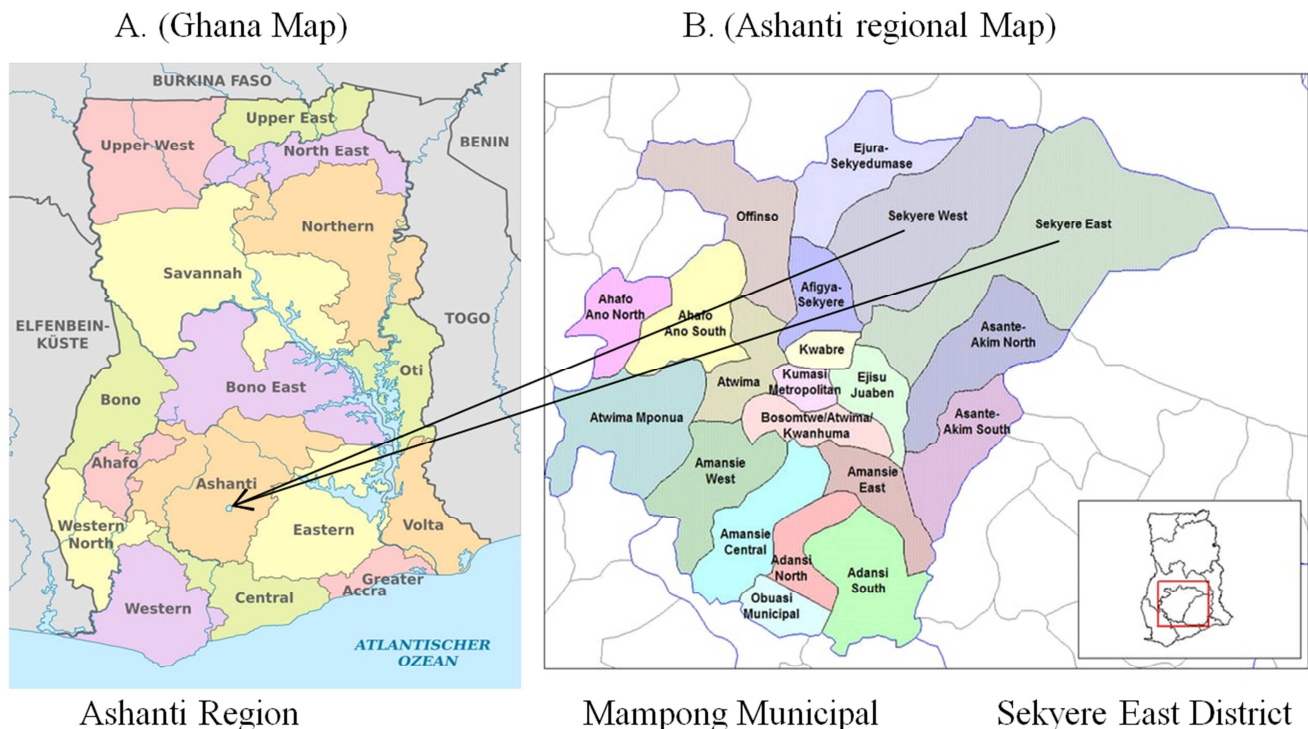 A. (Ghana Map)
B. (Ashanti regional Map)
BURKINA FASO
Upper East
Upper West
North East
BENIN
Northern
Savannah
ELFENBEIN-
KÜSTE
TOGO
Oti
Bono East
Bono
Ahafo
Ashanti
Western
North
Eastern
Volta
Greater
Accra
Central
Western
ATLANTISCHER
OZEAN
Ejura-
Sekyedumase
Offinso
Sekyere West
Sekyere East
Afigya-
Sekyere
Ahafo
Ano North
Ahafo
Ano South
Asante-
Akim North
Kwabre
Atwima
Kumasi
Metropolitan
Ejisu
Juaben
Atwima Mponua
Bosomtwe/Atwima/
Kwanhuma
Asante-
Akim South
Amansie
West
Amansie
East
Amansie
Central
Adansi
North
Adansi
South
Obuasi
Municipal
Ashanti Region
Mampong Municipal
Sekyere East District